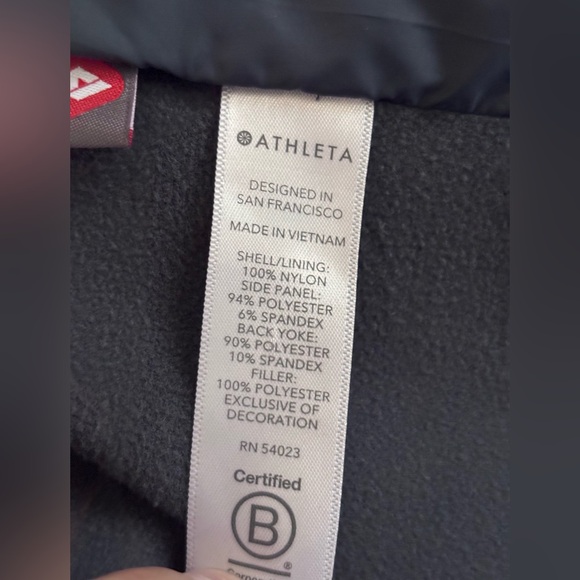 ATHLETA
DESIGNED IN
SAN FRANCISCO
MADE IN VIETNAM
SHELL/LINING:
100% NYLON
SIDE PANEL:
94% POLYESTER
6% SPANDEX
BACK YOKE:
90% POLYESTER
10% SPANDEX
FILLER:
100% POLYESTER
EXCLUSIVE OF
DECORATION
RN 54023
Certified
B
®